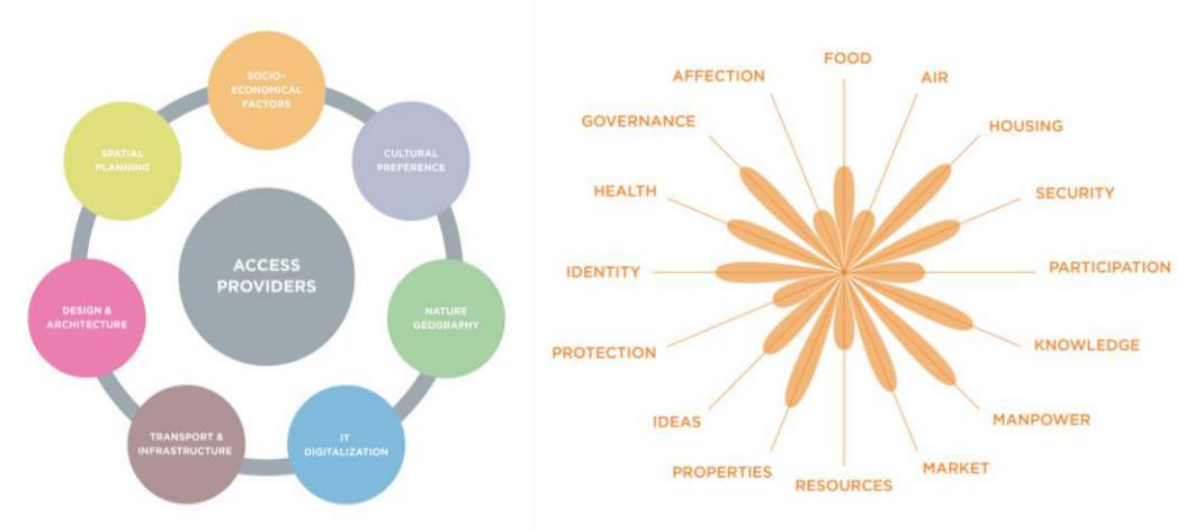 SOCIO-
ECONOMICAL
FACTORS
CULTURAL
PREFERENCE
NATURE
GEOGRAPHY
IT
DIGITALIZATION
TRANSPORT &
INFRASTRUCTURE
DESIGN &
ARCHITECTURE
SPATIAL
PLANNING
ACCESS
PROVIDERS
FOOD
AIR
HOUSING
SECURITY
PARTICIPATION
KNOWLEDGE
MANPOWER
MARKET
RESOURCES
PROPERTIES
IDEAS
PROTECTION
IDENTITY
HEALTH
GOVERNANCE
AFFECTION